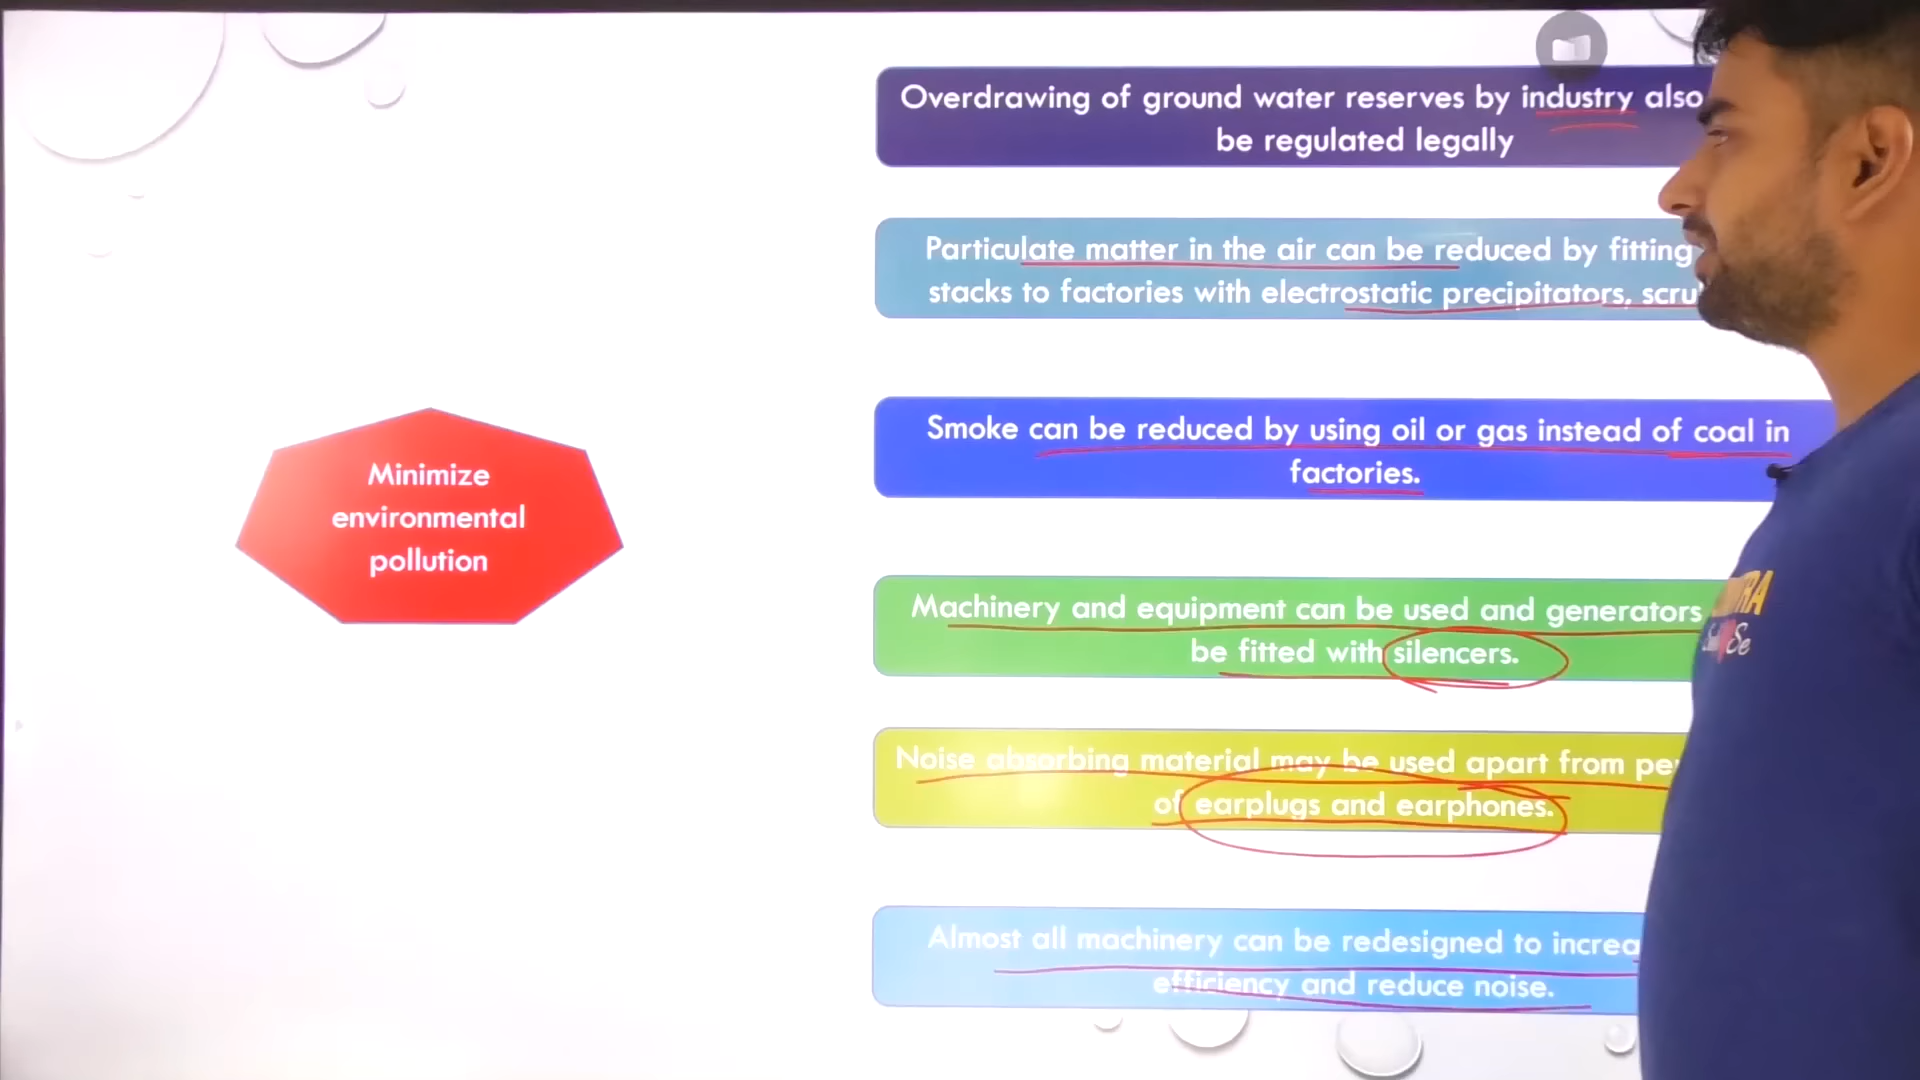 Overdrawing of ground water reserves by industry also
be regulated legally
Particulate matter in the air can be reduced by fitting
stacks to factories with electrostatic precipitators,
Smoke can be reduced by using oil or gas instead of coal in
factories.
Minimize
environmental
pollution
Machinery and equipment can be used and generators
be fitted with silencers.
Noise absorbing material may be used apart from
of earplugs and earphones.
Almost all machinery can be redesigned to
efficiency and reduce noise.